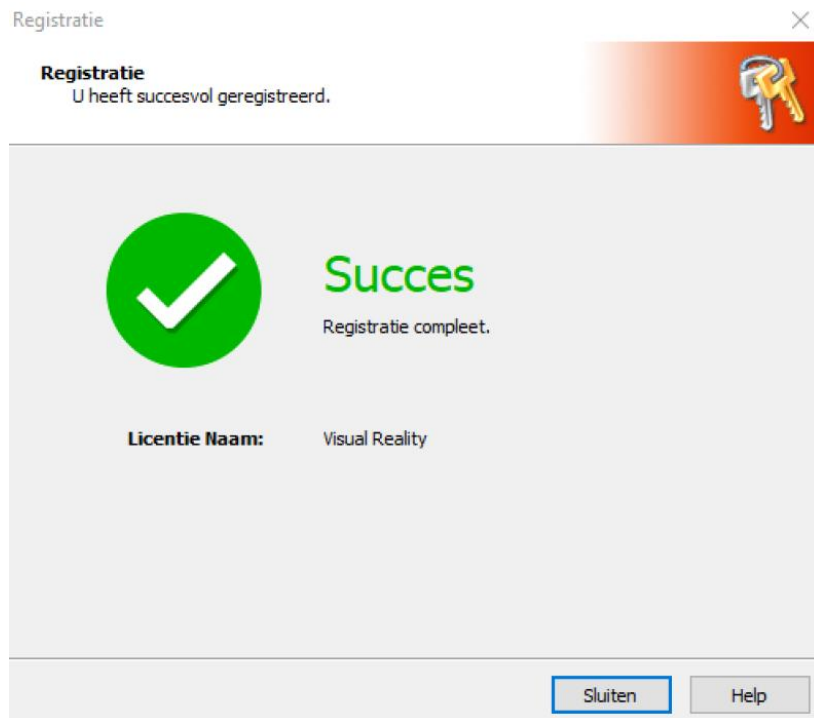 Registratie
Registratie
U heeft succesvol geregistreerd.
Succes
Registratie compleet.
Licentie Naam: Visual Reality
Sluiten Help